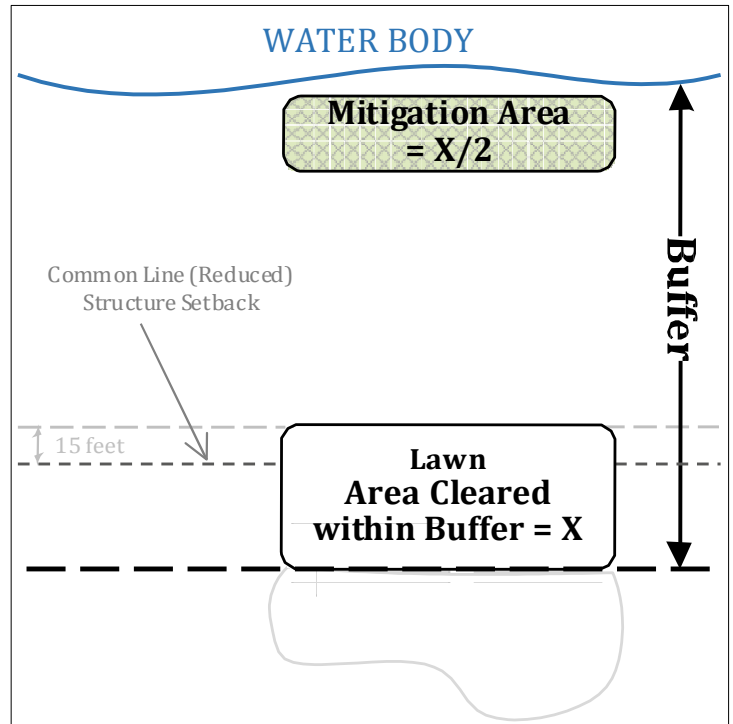 WATER BODY
Mitigation Area
= X/2
Buffer
Common Line (Reduced)
Structure Setback
15 feet
Lawn
Area Cleared
within Buffer = X